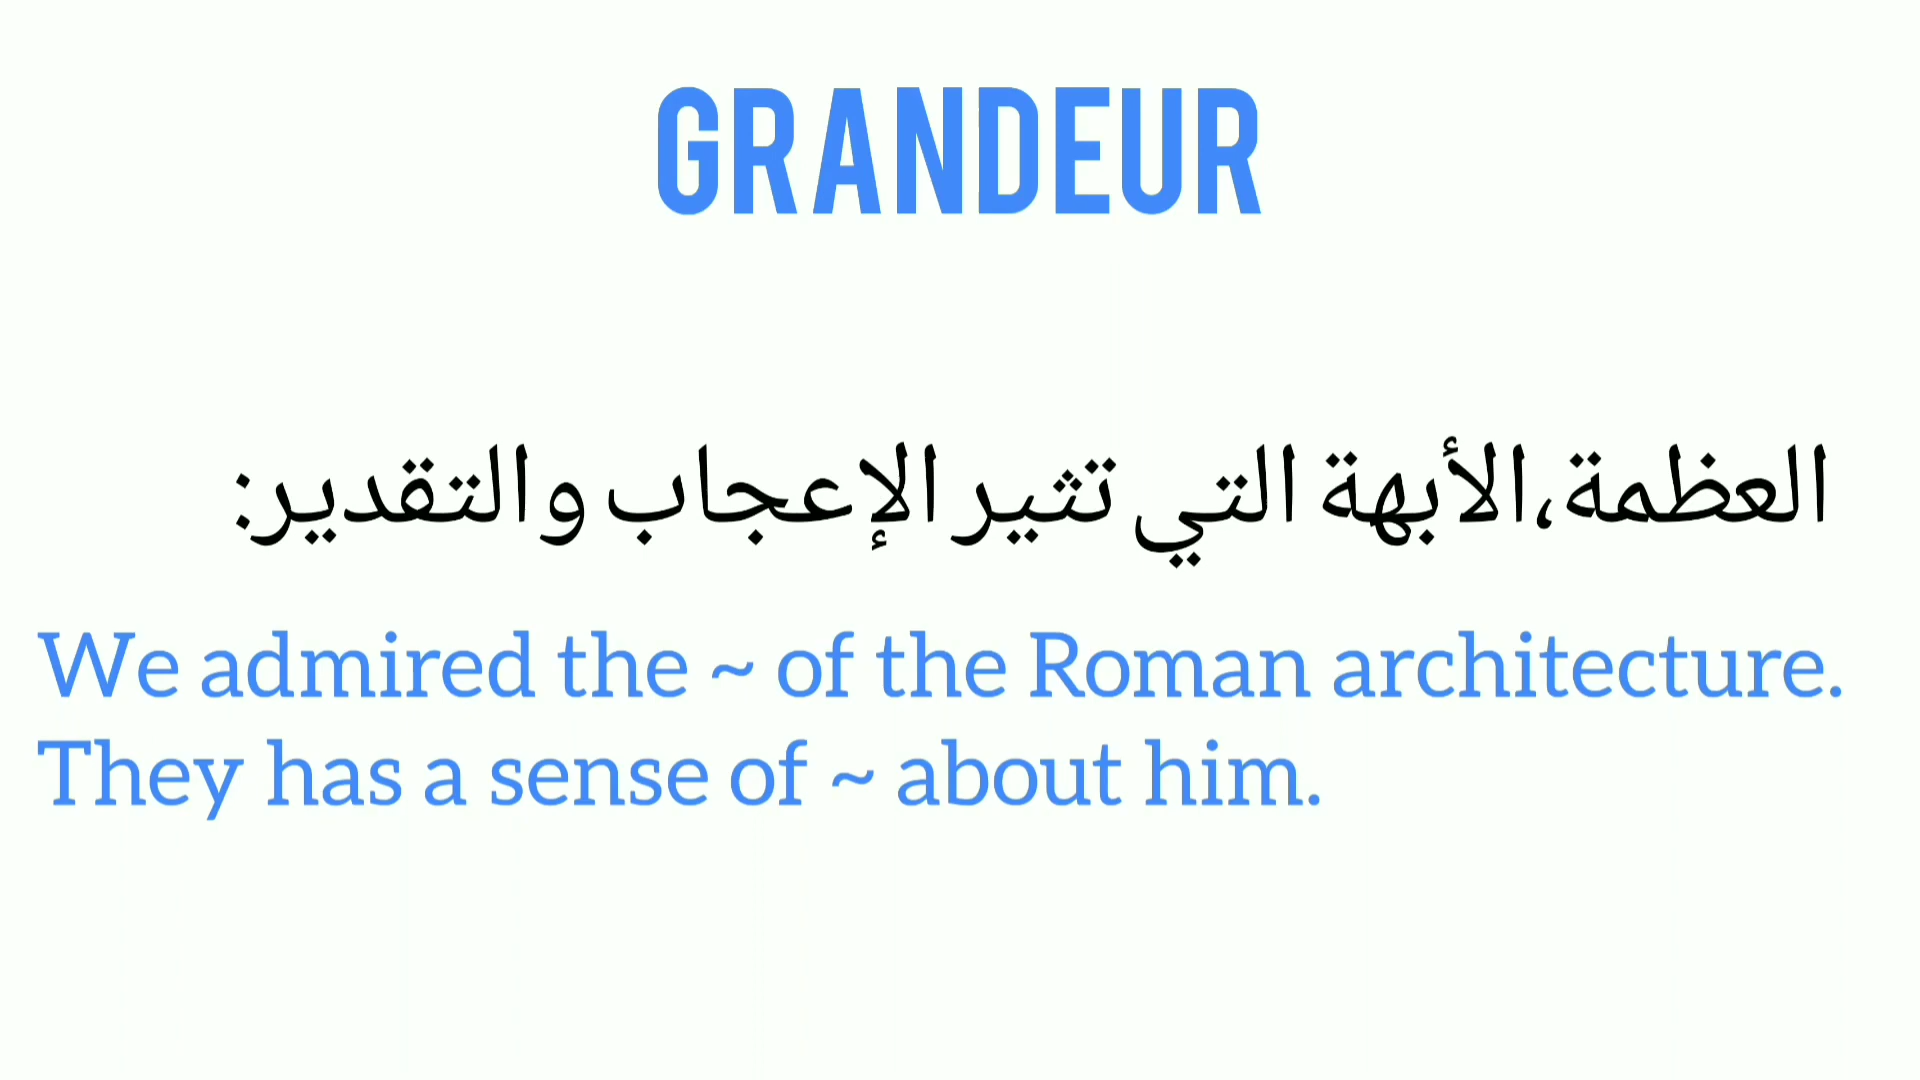 GRANDEUR
العظمة،الأبهة التي تثير الإعجاب والتقدير:
We admired the ~ of the Roman architecture.
They has a sense of ~ about him.